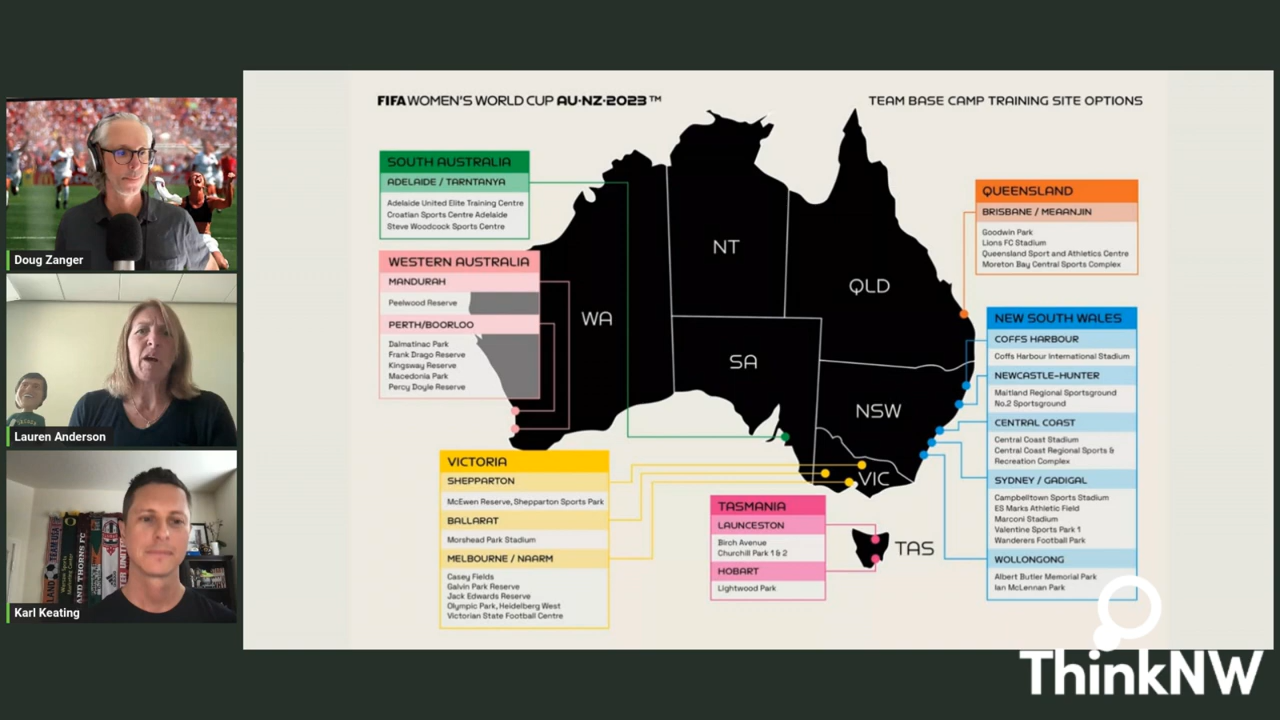 FIFA WOMEN'S WORLD CUP AU·NZ·2023™
TEAM BASE CAMP TRAINING SITE OPTIONS
SOUTH AUSTRALIA
ADELAIDE / TARNTANYA
Adelaide United Elite Training Centre
Croatian Sports Centre Adelaide
Steve Woodcock Sports Centre
WESTERN AUSTRALIA
MANDURAH
Peelwood Reserve
PERTH/BOORLOO
Dalmatinac Park
Frank Drago Reserve
Kingsway Reserve
Macedonia Park
Percy Doyle Reserve
VICTORIA
SHEPPARTON
McEwen Reserve, Shepparton Sports Park
BALLARAT
Morshead Park Stadium
MELBOURNE / NAARM
Casey Fields
Galvin Park Reserve
Jack Edwards Reserve
Olympic Park, Heidelberg West
Victorian State Football Centre
TASMANIA
LAUNCESTON
Birch Avenue
Churchill Park 1 & 2
HOBART
Lightwood Park
WA
NT
SA
QLD
NSW
VIC
TAS
QUEENSLAND
BRISBANE / MEAANJIN
Goodwin Park
Lions FC Stadium
Queensland Sport and Athletics Centre
Moreton Bay Central Sports Complex
NEW SOUTH WALES
COFFS HARBOUR
Coffs Harbour International Stadium
NEWCASTLE-HUNTER
Maitland Regional Sportsground
No.2 Sportsground
CENTRAL COAST
Central Coast Stadium
Central Coast Regional Sports &
Recreation Complex
SYDNEY / GADIGAL
Campbelltown Sports Stadium
ES Marks Athletic Field
Marconi Stadium
Valentine Sports Park 1
Wanderers Football Park
WOLLONGONG
Albert Butler Memorial Park
Ian McLennan Park
Doug Zanger
Lauren Anderson
Karl Keating
ThinkNW